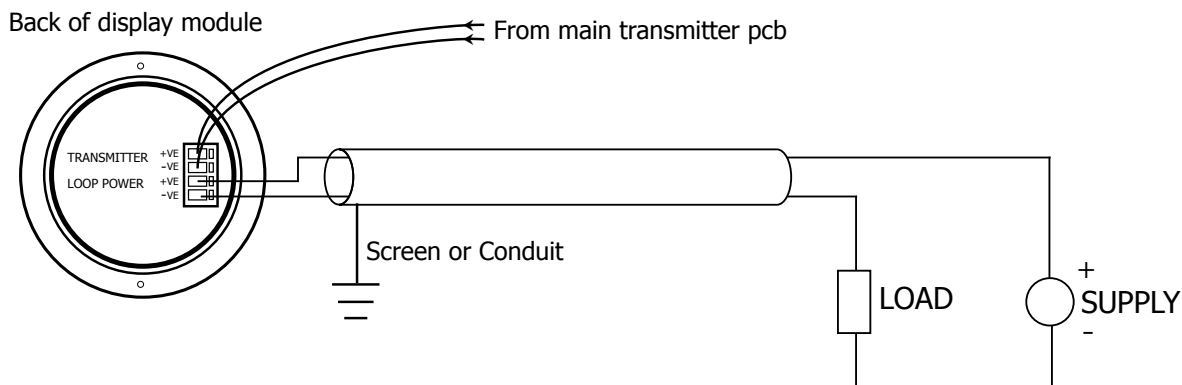 Back of display module
From main transmitter pcb
TRANSMITTER +VE
-VE
LOOP POWER +VE
-VE
Screen or Conduit
LOAD
+
SUPPLY
-